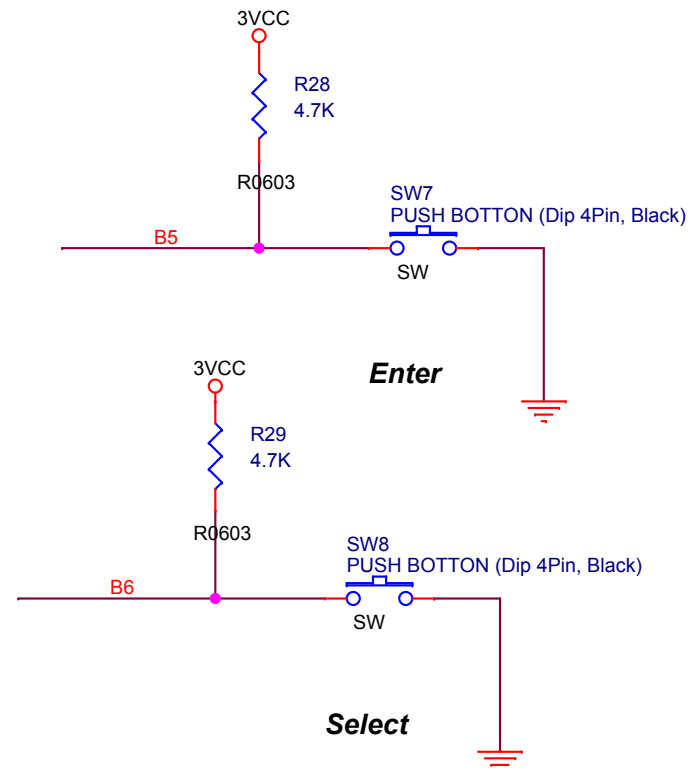 3VCC
R28
4.7K
R0603
SW7
PUSH BOTTON (Dip 4Pin, Black)
B5
SW
Enter
3VCC
R29
4.7K
R0603
SW8
PUSH BOTTON (Dip 4Pin, Black)
B6
SW
Select